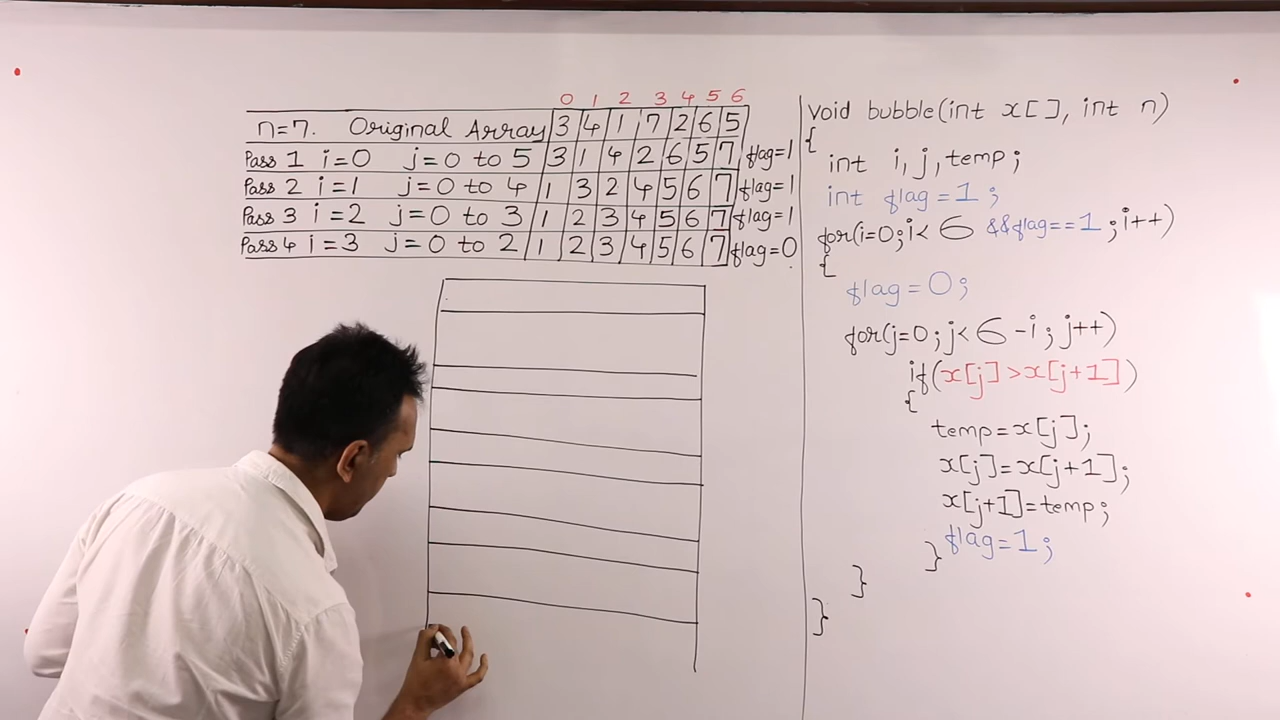 0 1 2 3 4 5 6
n=7. Original Array 3 4 1 7 2 6 5
Pass 1 i=0 j=0 to 5 3 1 4 2 6 5 7 flag=1
Pass 2 i=1 j=0 to 4 1 3 2 4 5 6 7 flag=1
Pass 3 i=2 j=0 to 3 1 2 3 4 5 6 7 flag=1
Pass 4 i=3 j=0 to 2 1 2 3 4 5 6 7 flag=0
void bubble(int x[], int n)
{
int i, j, temp;
int flag=1;
for(i=0; i<6 &&flag==1; i++)
{
flag=0;
for(j=0; j<6-i; j++)
if(x[j]>x[j+1])
{
temp=x[j];
x[j]=x[j+1];
x[j+1]=temp;
flag=1;
}
}
}